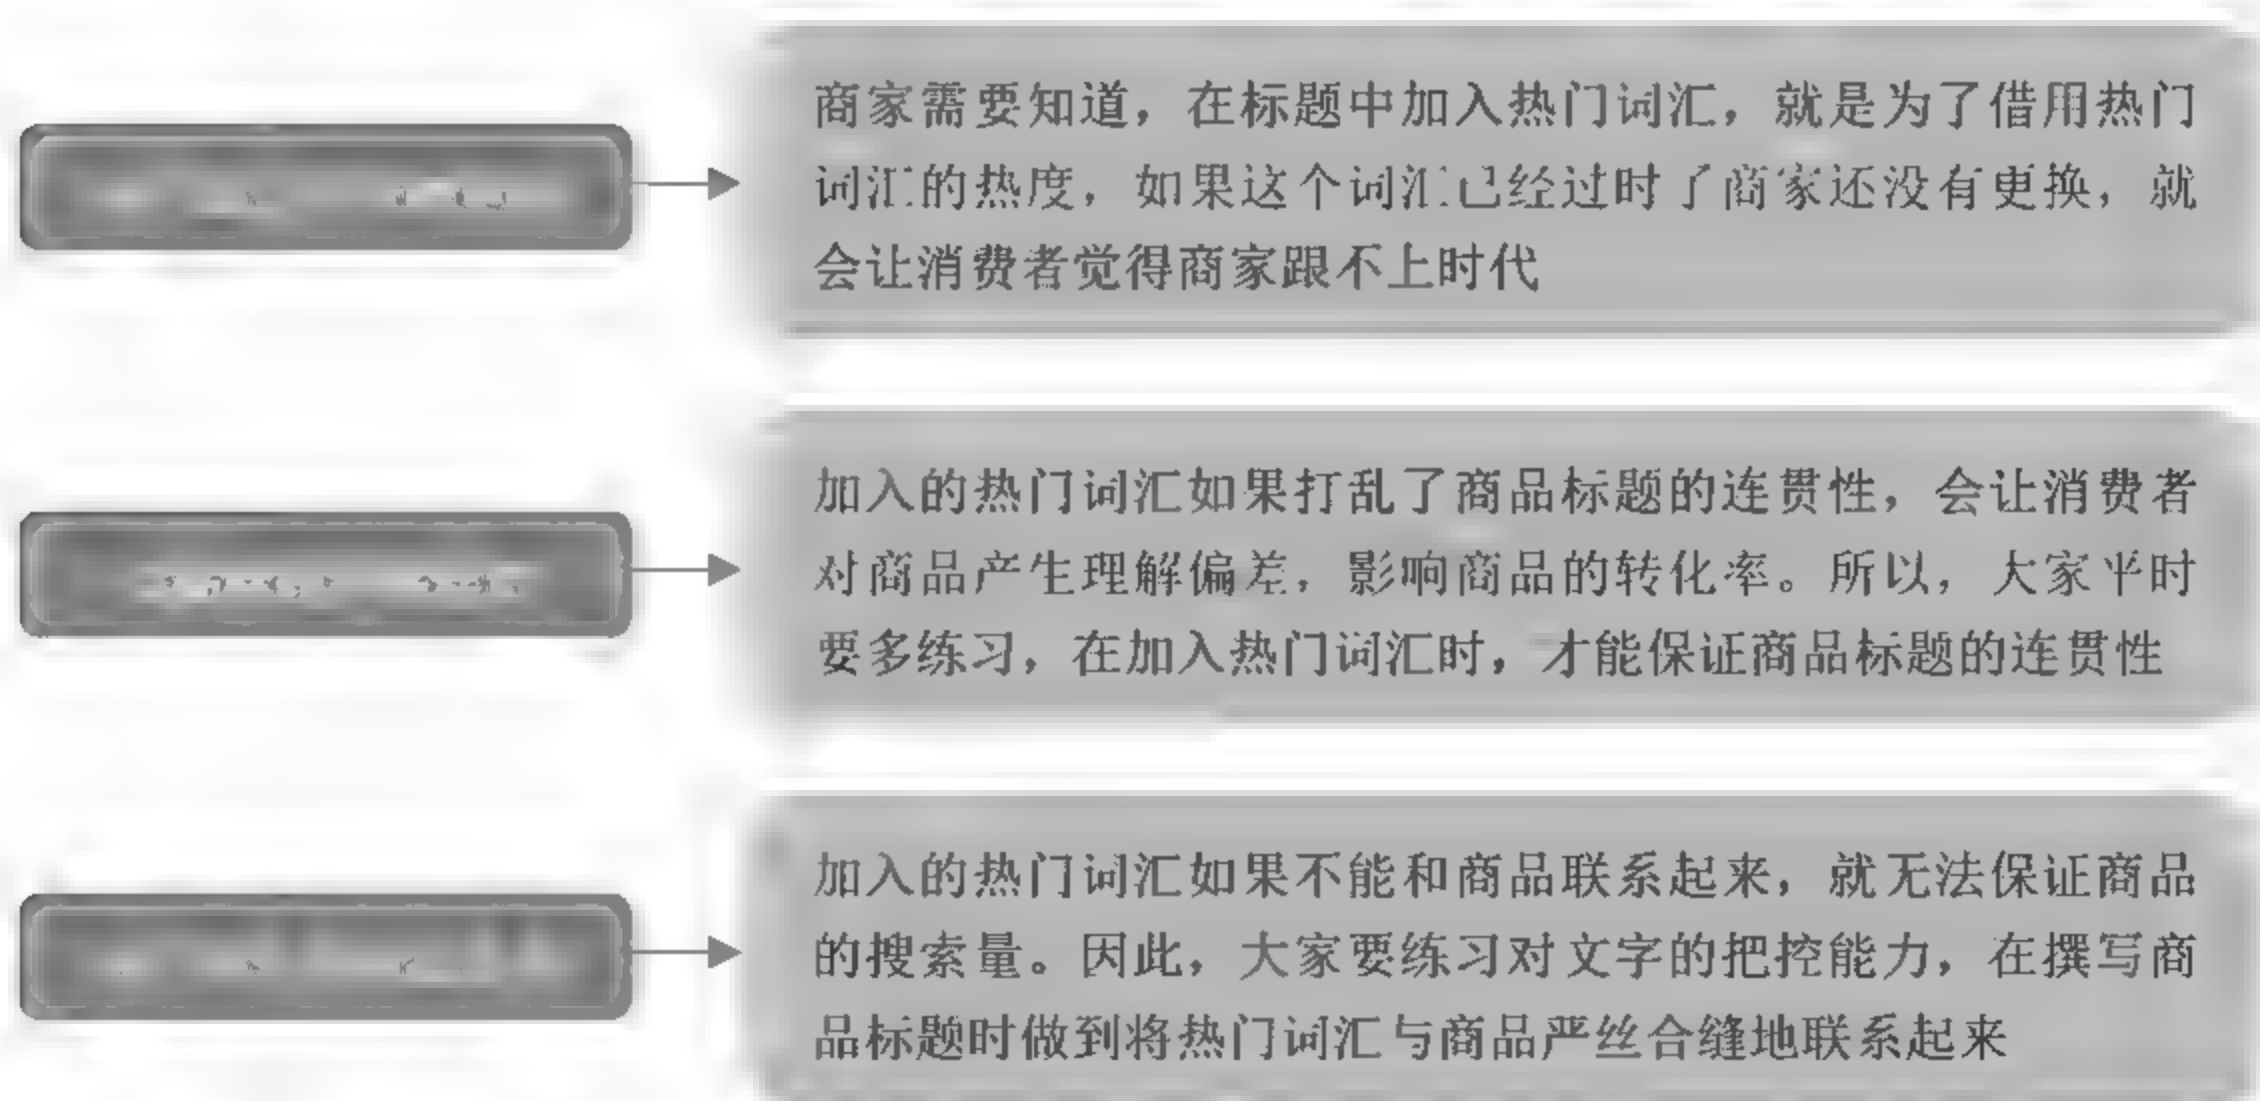 商家需要知道，在标题中加入热门词汇，就是为了借用热门
词汇的热度，如果这个词汇已经过时了商家还没有更换，就
会让消费者觉得商家跟不上时代
加入的热门词汇如果打乱了商品标题的连贯性，会让消费者
对商品产生理解偏差，影响商品的转化率。所以，大家平时
要多练习，在加入热门词汇时，才能保证商品标题的连贯性
加入的热门词汇如果不能和商品联系起来，就无法保证商品
的搜索量。因此，大家要练习对文字的把控能力，在撰写商
品标题时做到将热门词汇与商品严丝合缝地联系起来